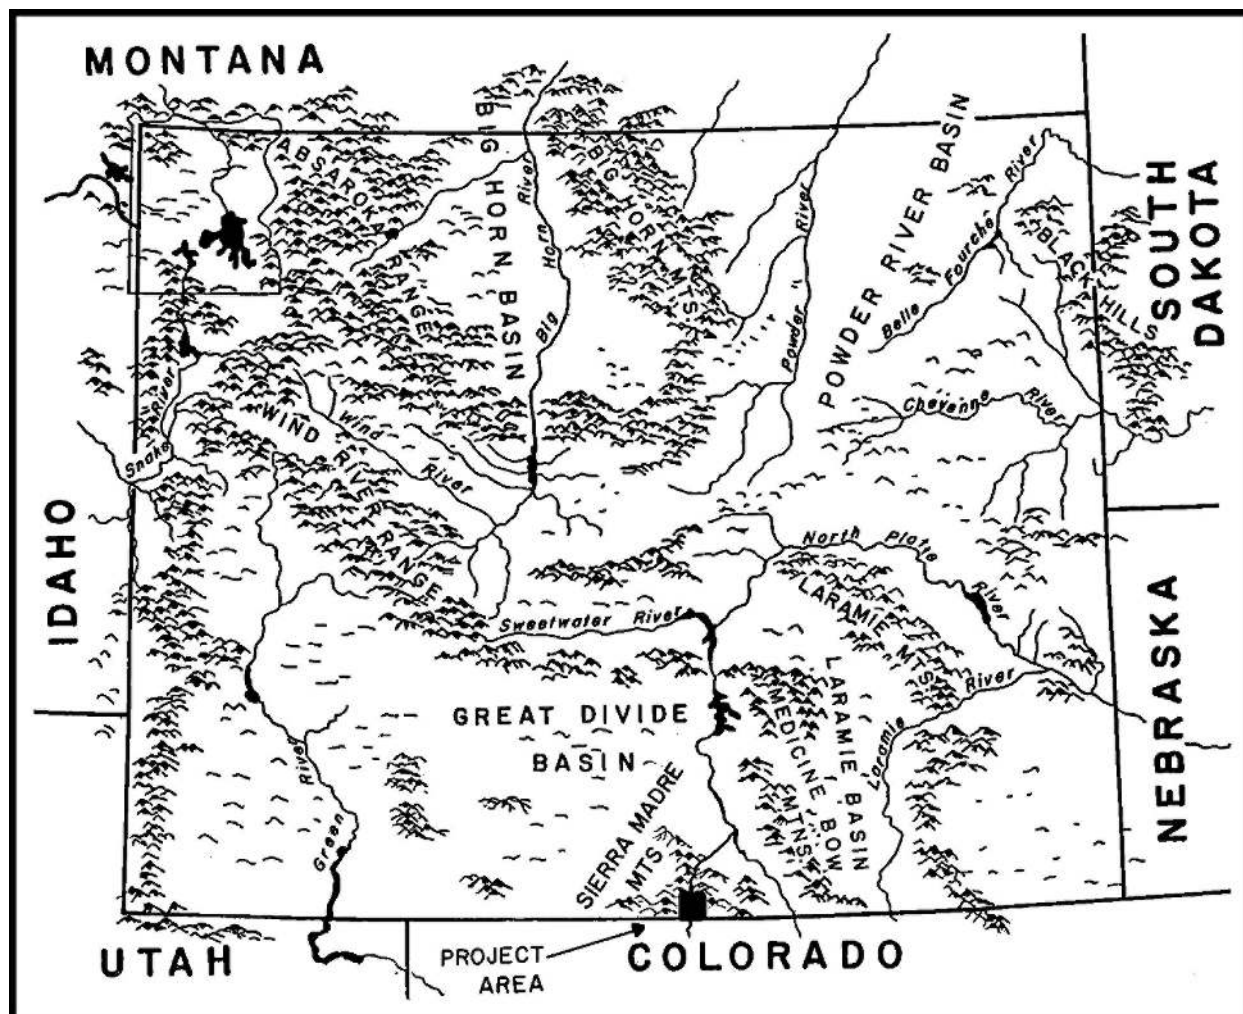 MONTANA
ABSAROKA RANGE
BIG HORN BASIN
Big Horn River
BIG HORN MTS.
Powder River
POWDER RIVER BASIN
Belle Fourche River
BLACK HILLS
SOUTH
DAKOTA
Snake River
WIND RIVER RANGE
Wind River
Powder
Cheyenne River
IDAHO
North Platte River
Sweetwater River
LARAMIE MTS.
Laramie River
NEBRASKA
GREAT DIVIDE
BASIN
LARAMIE BASIN
MEDICINE BOW
MTNS
SIERRA MADRE
MTS
Green River
UTAH
PROJECT
AREA
COLORADO